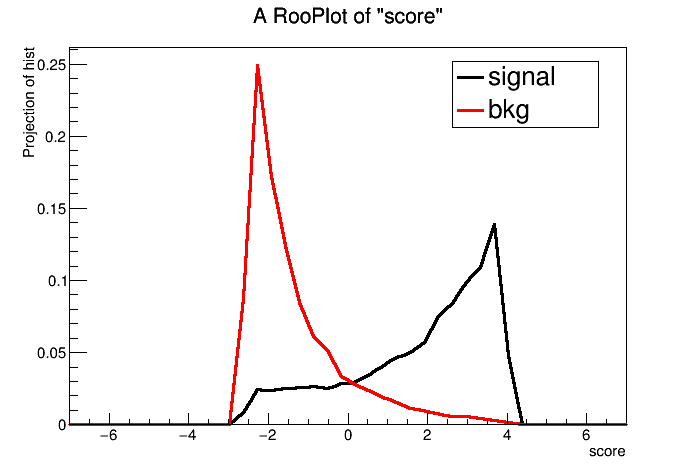 A RooPlot of "score"
Projection of hist
0.25
0.2
0.15
0.1
0.05
0
signal
bkg
−6 −4 −2 0 2 4 6
score